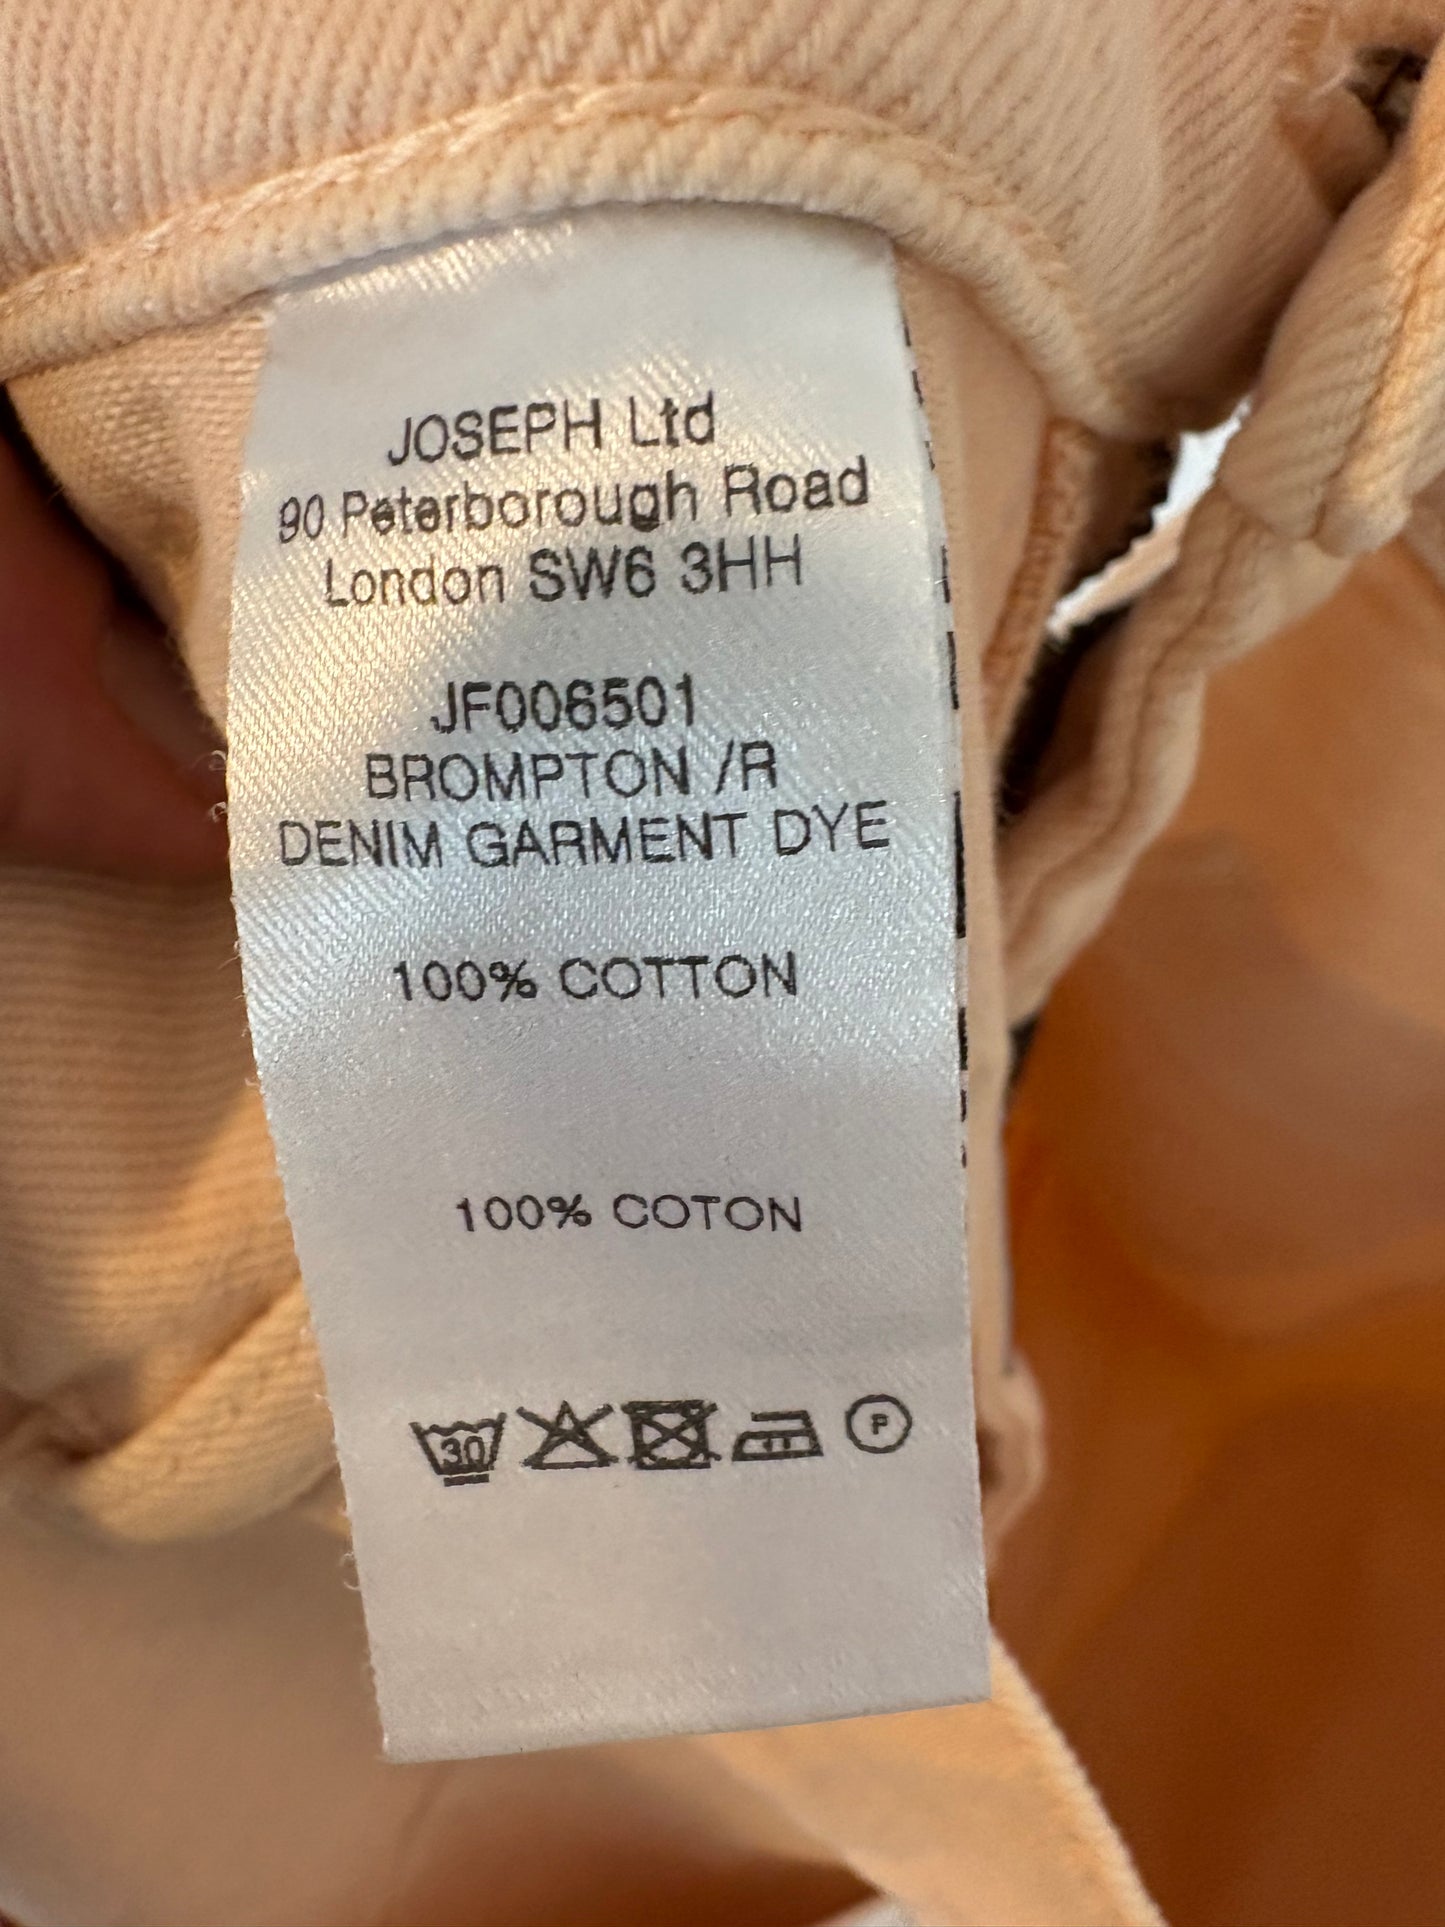 JOSEPH Ltd
90 Peterborough Road
London SW6 3HH
JF006501
BROMPTON /R
DENIM GARMENT DYE
100% COTTON
100% COTON
30 P